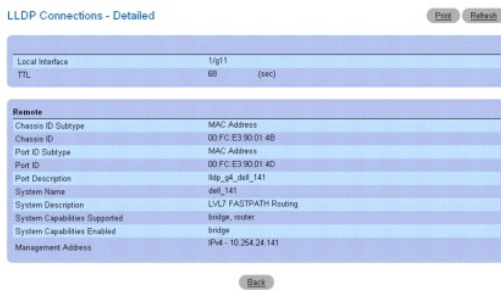 LLDP Connections - Detailed
Print Refresh
Local Interface 1/g11
TTL 68 (sec)
Remote
Chassis ID Subtype MAC Address
Chassis ID 00:FC:E3:90:01:4B
Port ID Subtype MAC Address
Port ID 00:FC:E3:90:01:4D
Port Description lldp_g4_dell_141
System Name dell_141
System Description LVL7 FASTPATH Routing
System Capabilities Supported bridge, router
System Capabilities Enabled bridge
Management Address IPv4 - 10.254.24.141
Back